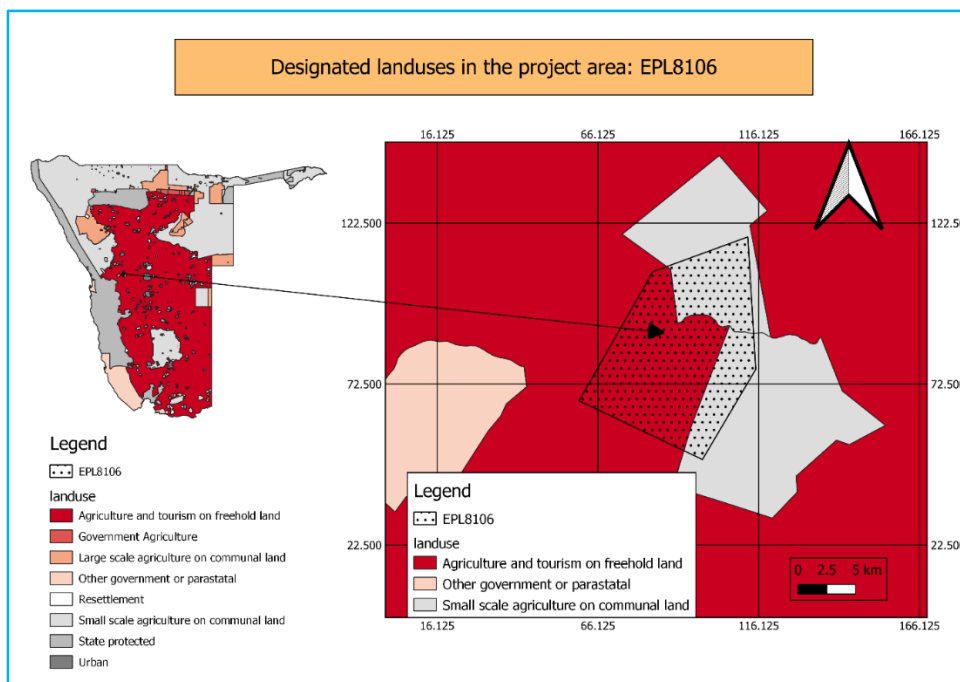 Designated landuses in the project area: EPL8106
16.125 66.125 116.125 166.125
122.500 122.500
72.500 72.500
22.500 22.500
16.125 66.125 116.125 166.125
0 2.5 5 km
Legend
EPL8106
landuse
Agriculture and tourism on freehold land
Government Agriculture
Large scale agriculture on communal land
Other government or parastatal
Resettlement
Small scale agriculture on communal land
State protected
Urban
Legend
EPL8106
landuse
Agriculture and tourism on freehold land
Other government or parastatal
Small scale agriculture on communal land